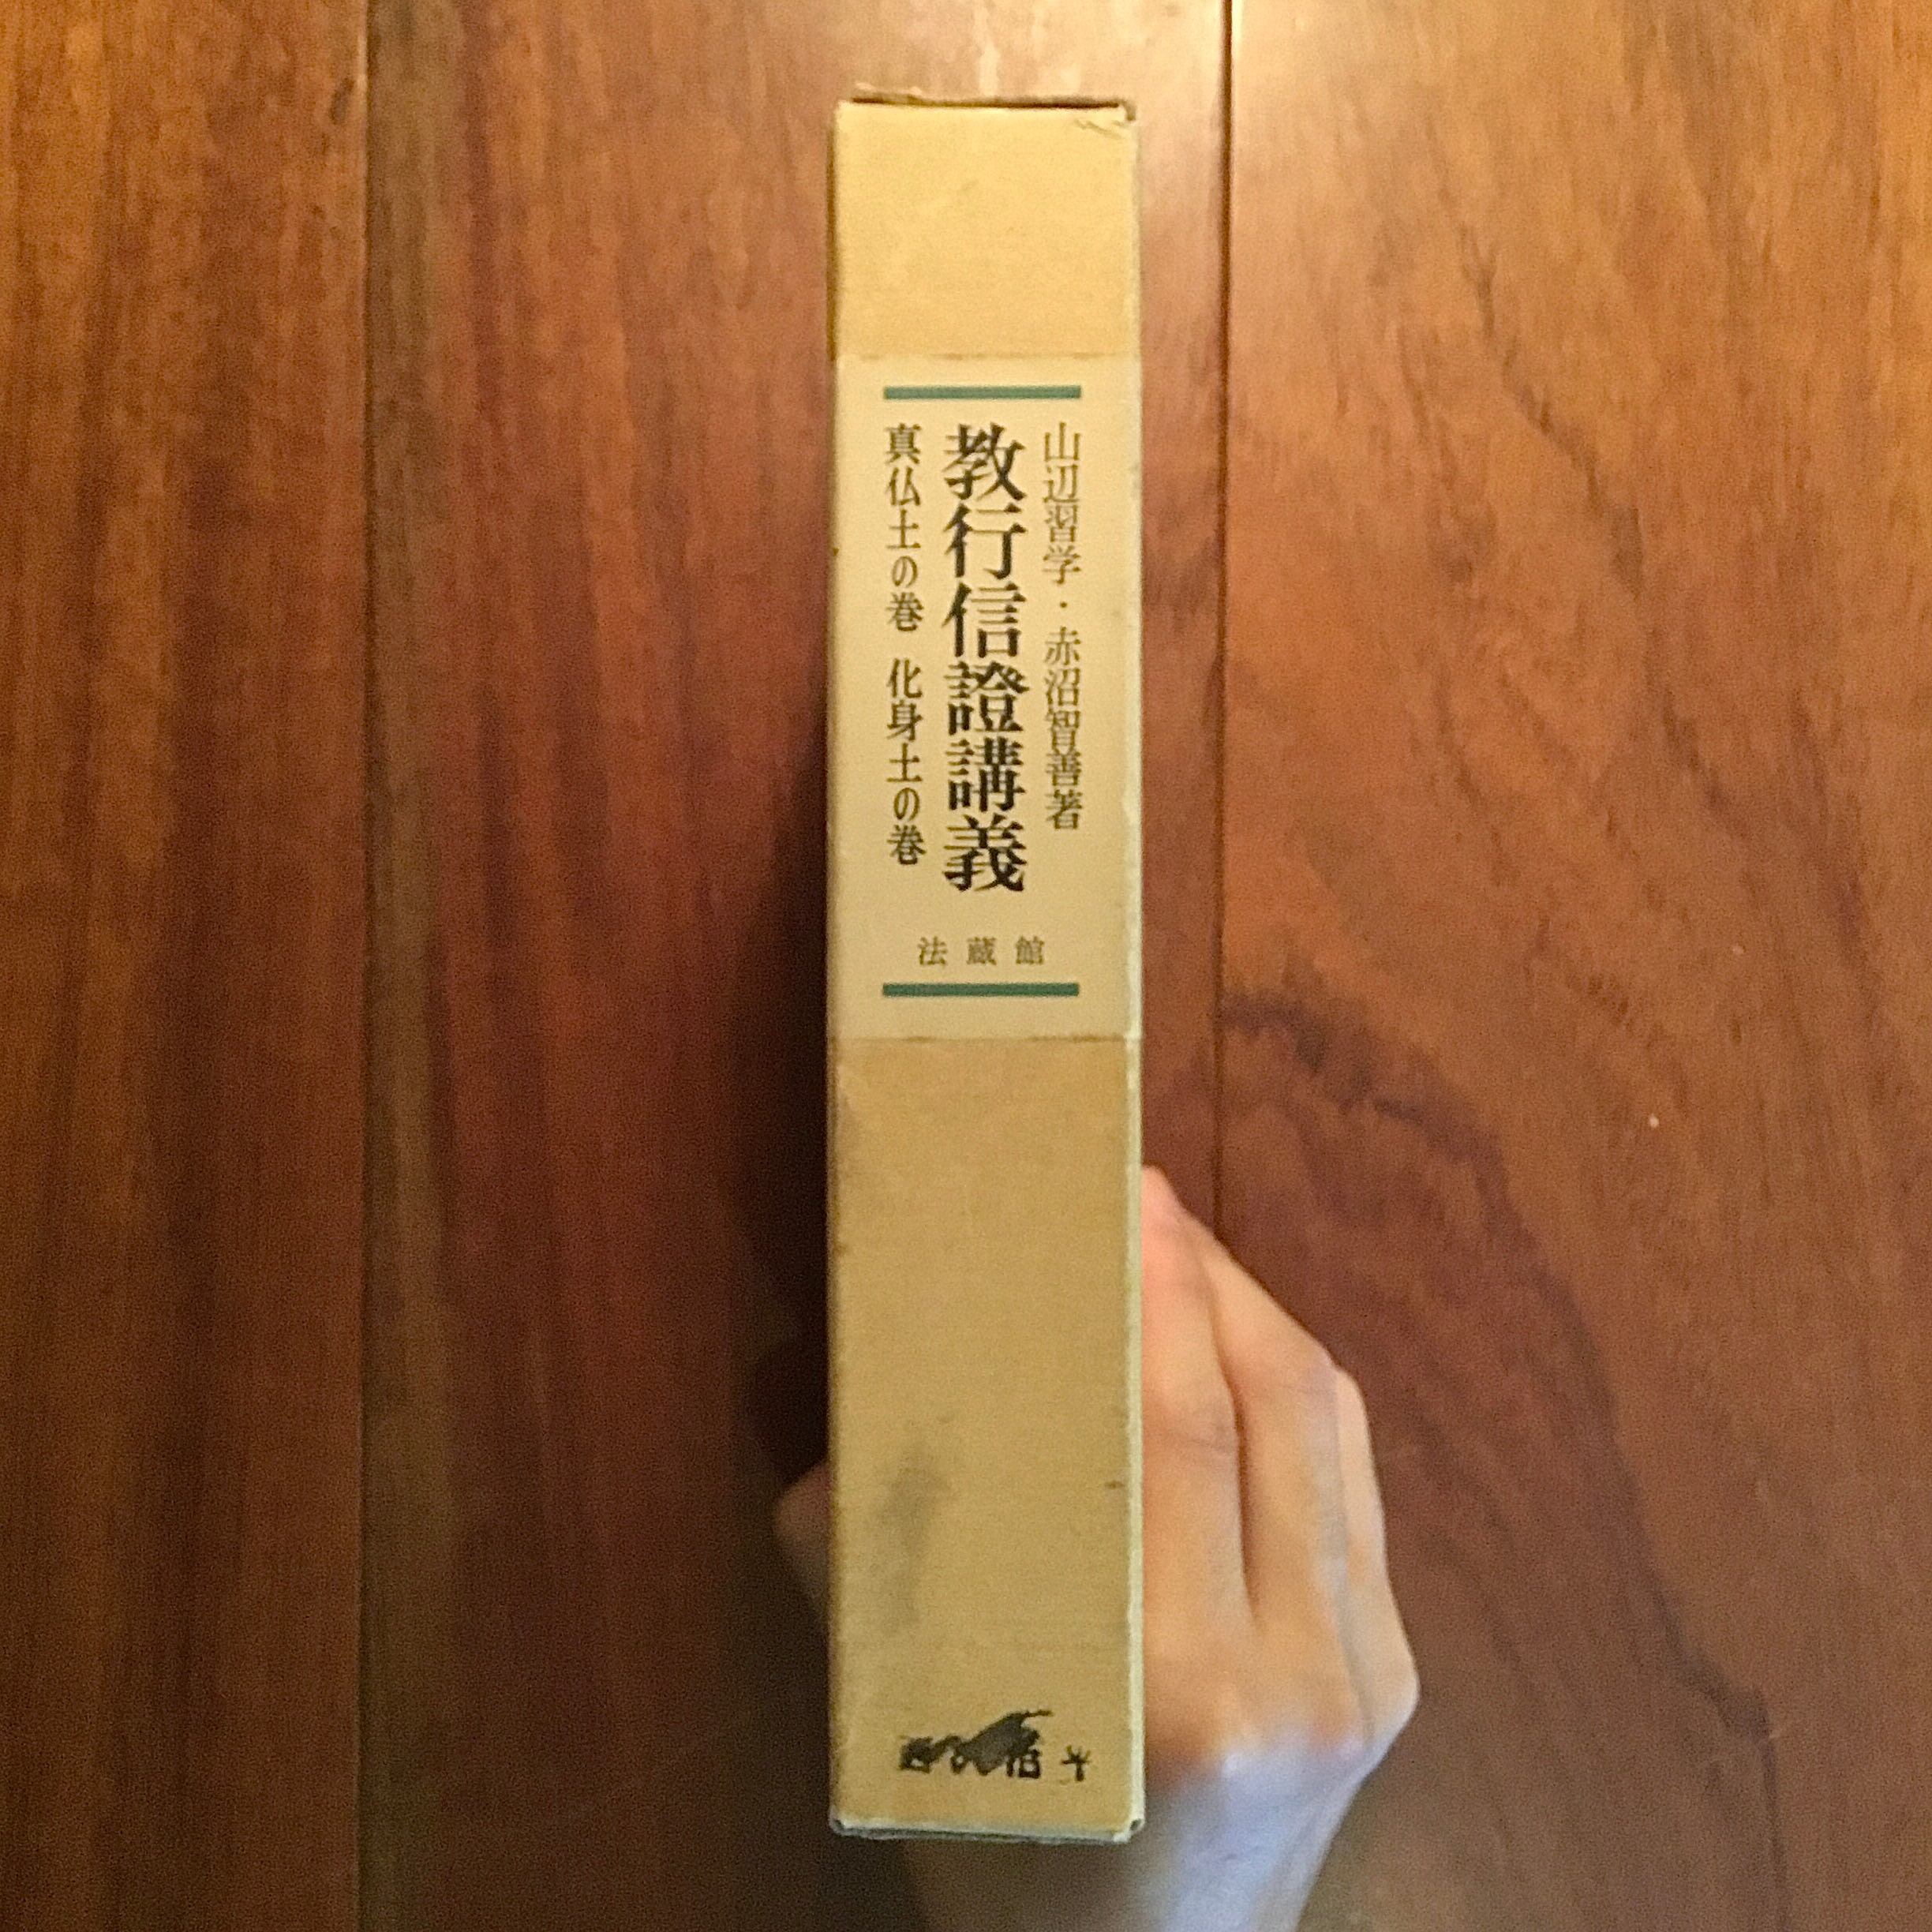 山辺習学・赤沼智善著
教行信證講義
真仏土の巻 化身土の巻
法蔵館